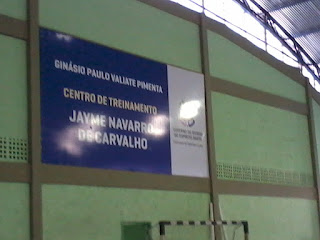 GINÁSIO PAULO VALIATE PIMENTA
CENTRO DE TREINAMENTO
JAYME NAVARRO
DE CARVALHO